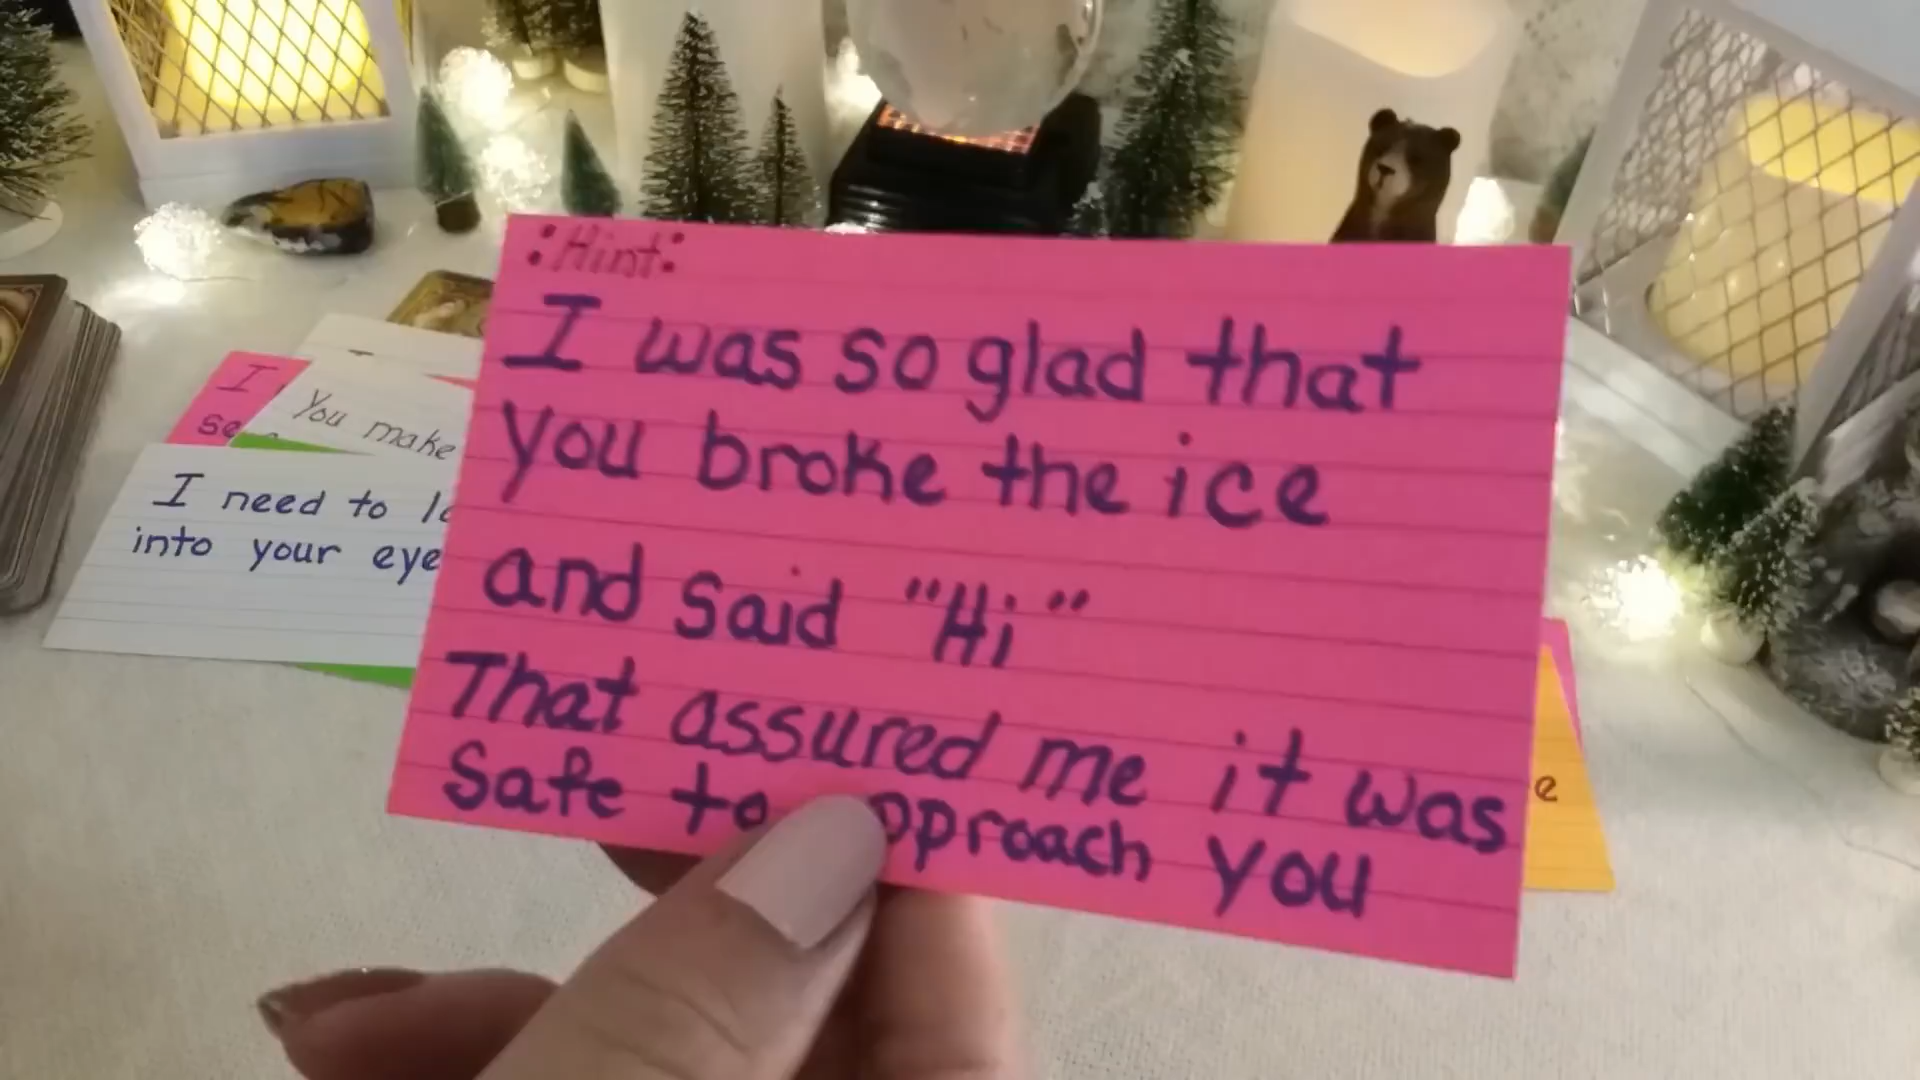 :Hint:
I was so glad that
you broke the ice
and said "Hi"
That assured me it was
safe to approach you
I
You make
I need to
into your
e